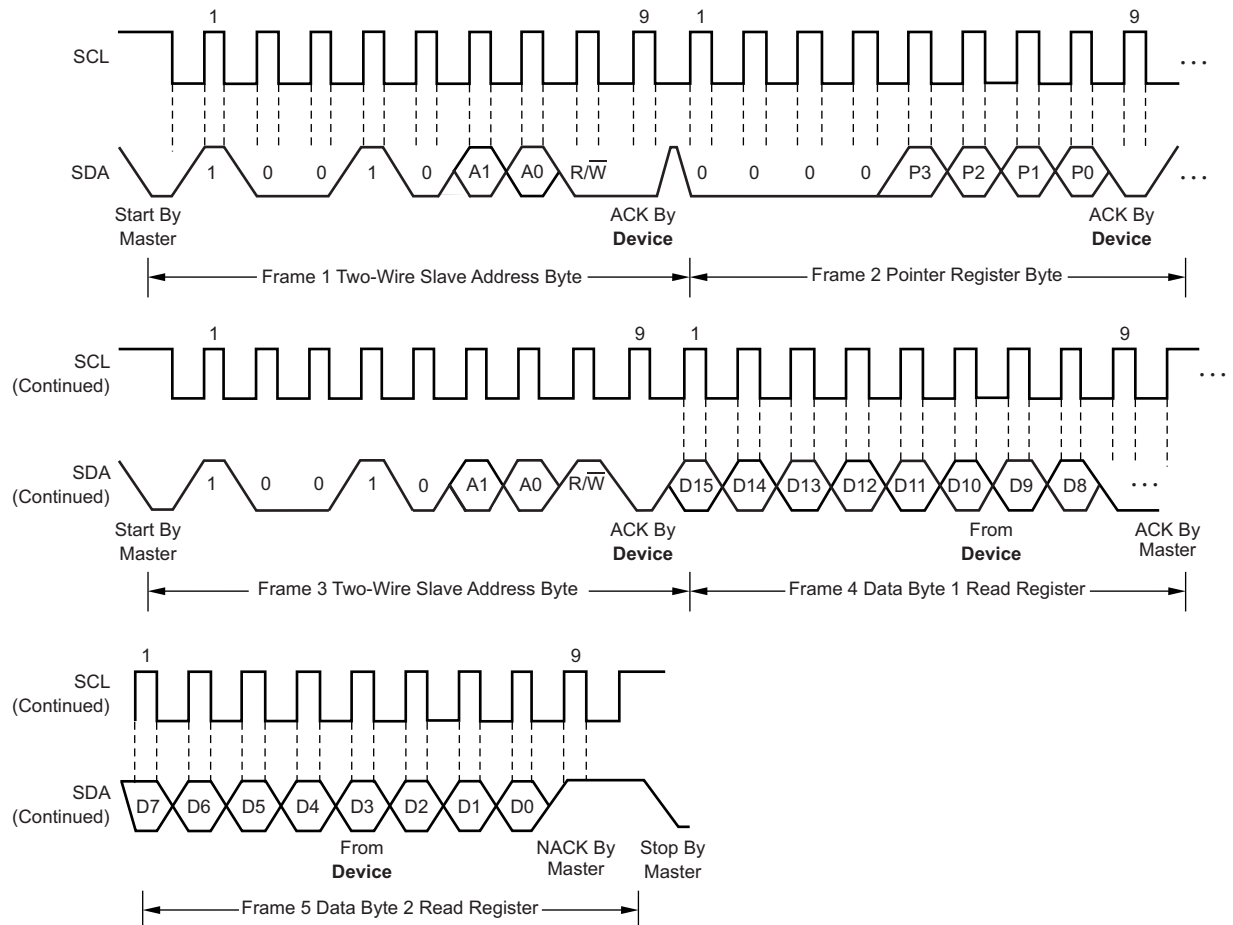 1 9 1 9
SCL
...
SDA 1 0 0 1 0 A1 A0 R/W̅ 0 0 0 0 P3 P2 P1 P0 ...
Start By
Master
ACK By
Device
ACK By
Device
Frame 1 Two-Wire Slave Address Byte
Frame 2 Pointer Register Byte
1 9 1 9
SCL
(Continued)
...
SDA
(Continued)
1 0 0 1 0 A1 A0 R/W̅ D15 D14 D13 D12 D11 D10 D9 D8 ...
Start By
Master
ACK By
Device
From
Device
ACK By
Master
Frame 3 Two-Wire Slave Address Byte
Frame 4 Data Byte 1 Read Register
1 9
SCL
(Continued)
SDA
(Continued)
D7 D6 D5 D4 D3 D2 D1 D0
From
Device
NACK By
Master
Stop By
Master
Frame 5 Data Byte 2 Read Register